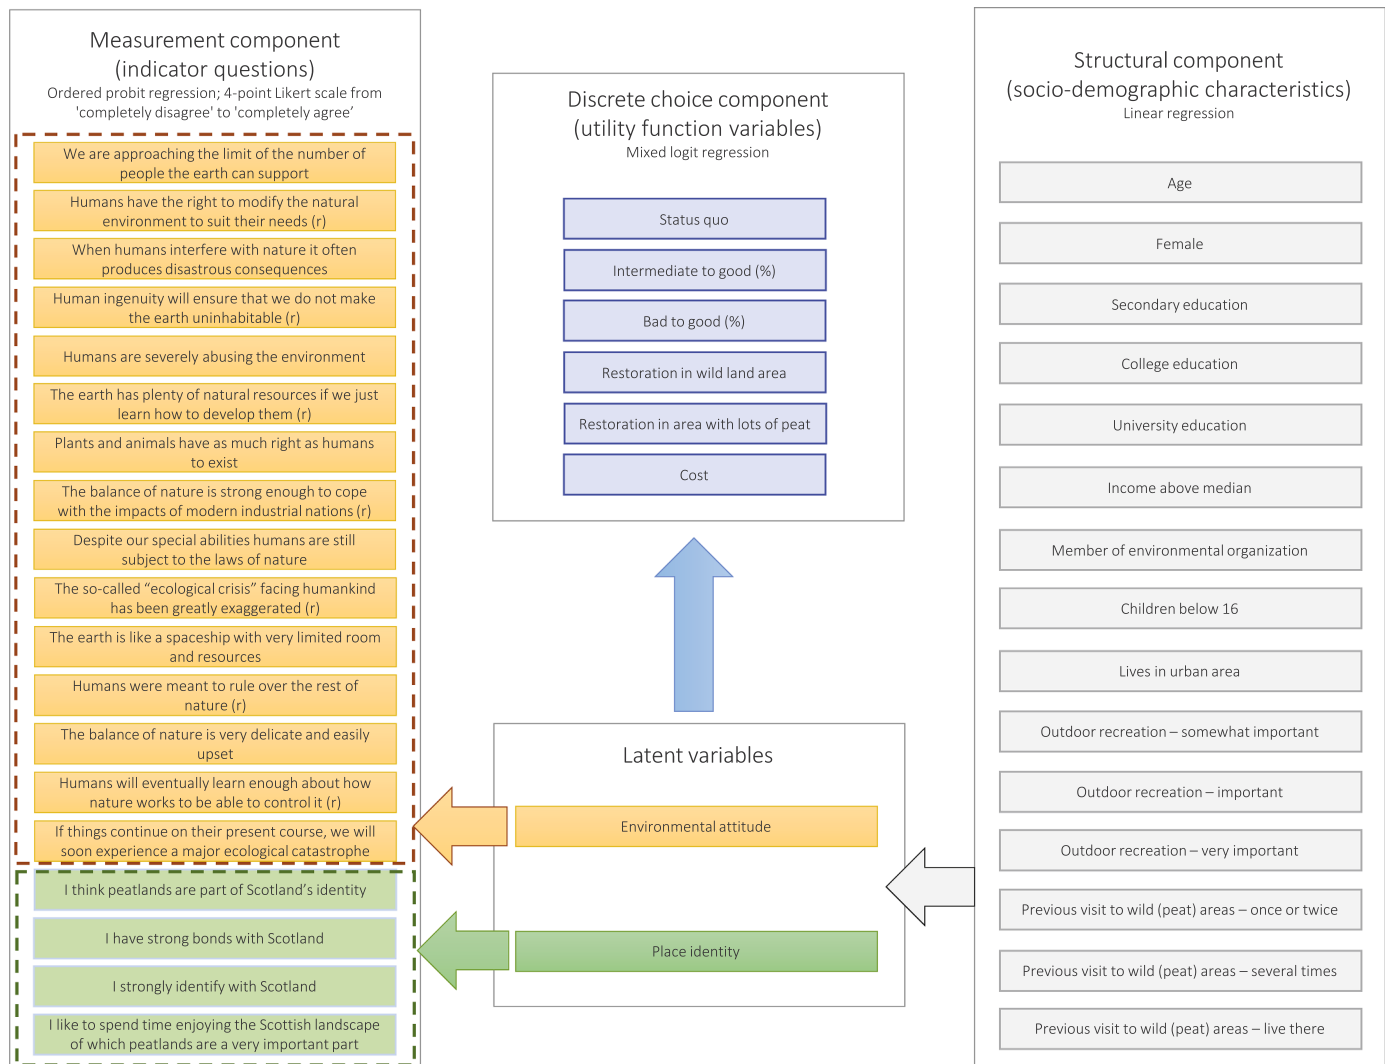 Measurement component
(indicator questions)
Ordered probit regression; 4-point Likert scale from
'completely disagree' to 'completely agree’
We are approaching the limit of the number of
people the earth can support
Humans have the right to modify the natural
environment to suit their needs (r)
When humans interfere with nature it often
produces disastrous consequences
Human ingenuity will ensure that we do not make
the earth uninhabitable (r)
Humans are severely abusing the environment
The earth has plenty of natural resources if we just
learn how to develop them (r)
Plants and animals have as much right as humans
to exist
The balance of nature is strong enough to cope
with the impacts of modern industrial nations (r)
Despite our special abilities humans are still
subject to the laws of nature
The so-called “ecological crisis” facing humankind
has been greatly exaggerated (r)
The earth is like a spaceship with very limited room
and resources
Humans were meant to rule over the rest of
nature (r)
The balance of nature is very delicate and easily
upset
Humans will eventually learn enough about how
nature works to be able to control it (r)
If things continue on their present course, we will
soon experience a major ecological catastrophe
I think peatlands are part of Scotland’s identity
I have strong bonds with Scotland
I strongly identify with Scotland
I like to spend time enjoying the Scottish landscape
of which peatlands are a very important part
Discrete choice component
(utility function variables)
Mixed logit regression
Status quo
Intermediate to good (%)
Bad to good (%)
Restoration in wild land area
Restoration in area with lots of peat
Cost
Latent variables
Environmental attitude
Place identity
Structural component
(socio-demographic characteristics)
Linear regression
Age
Female
Secondary education
College education
University education
Income above median
Member of environmental organization
Children below 16
Lives in urban area
Outdoor recreation – somewhat important
Outdoor recreation – important
Outdoor recreation – very important
Previous visit to wild (peat) areas – once or twice
Previous visit to wild (peat) areas – several times
Previous visit to wild (peat) areas – live there